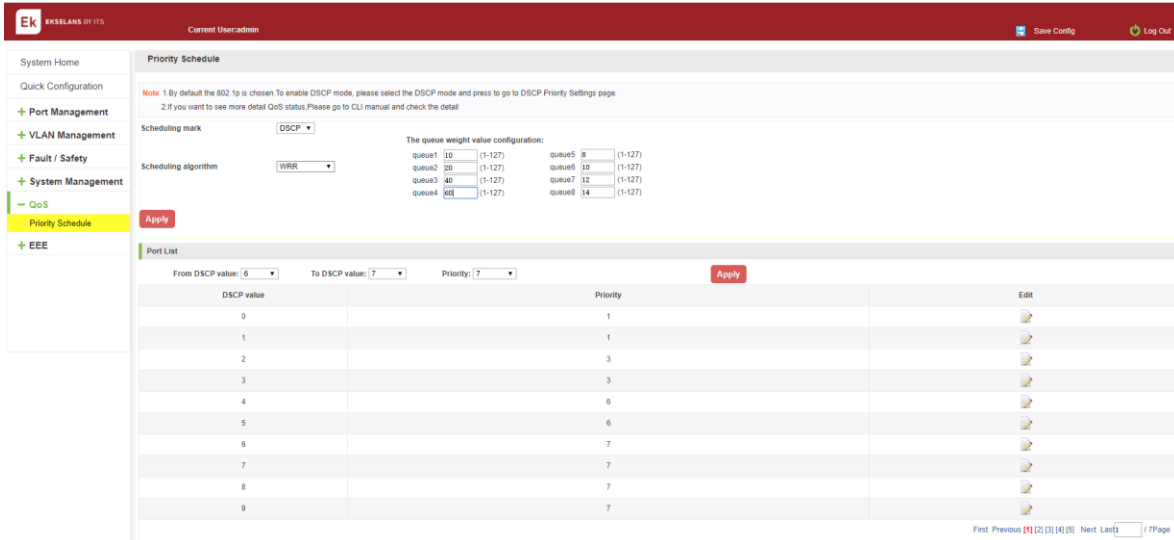 Ek EKSELANS BY ITS
Current User:admin
Save Config
Log Out
System Home
Quick Configuration
+ Port Management
+ VLAN Management
+ Fault / Safety
+ System Management
− QoS
Priority Schedule
+ EEE
Priority Schedule
Note 1.By default the 802.1p is chosen.To enable DSCP mode, please select the DSCP mode and press to go to DSCP Priority Settings page.
2.If you want to see more detail QoS status,Please go to CLI manual and check the detail
Scheduling mark DSCP
The queue weight value configuration:
Scheduling algorithm WRR
queue1 10 (1-127) queue5 8 (1-127)
queue2 20 (1-127) queue6 10 (1-127)
queue3 40 (1-127) queue7 12 (1-127)
queue4 60 (1-127) queue8 14 (1-127)
Apply
Port List
From DSCP value: 6 To DSCP value: 7 Priority: 7 Apply
DSCP value Priority Edit
0 1
1 1
2 3
3 3
4 6
5 6
6 7
7 7
8 7
9 7
First Previous [1] [2] [3] [4] [5] Next Last 1 / 7Page